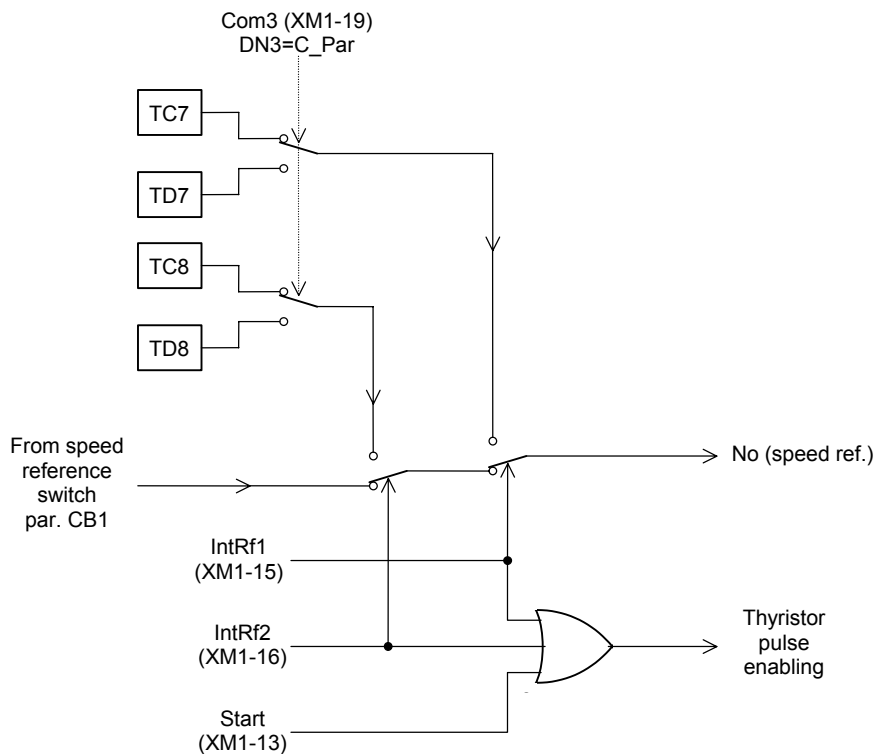 Com3 (XM1-19)
DN3=C_Par
TC7
TD7
TC8
TD8
From speed
reference
switch
par. CB1
No (speed ref.)
IntRf1
(XM1-15)
IntRf2
(XM1-16)
Thyristor
pulse
enabling
Start
(XM1-13)